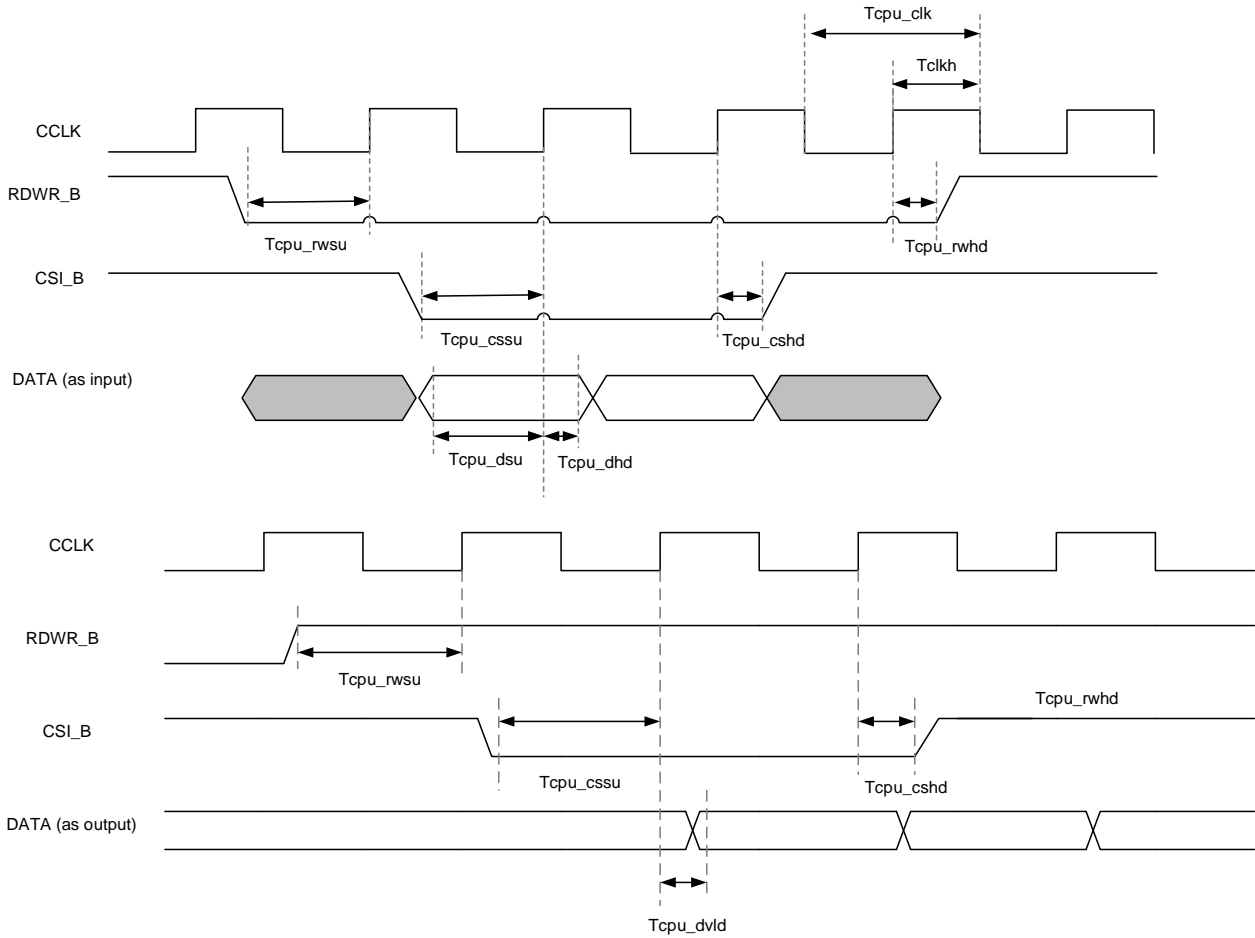 Tcpu_clk
Tclkh
CCLK
RDWR_B
Tcpu_rwsu
Tcpu_rwhd
CSI_B
Tcpu_cssu
Tcpu_cshd
DATA (as input)
Tcpu_dsu
Tcpu_dhd
CCLK
RDWR_B
Tcpu_rwsu
Tcpu_rwhd
CSI_B
Tcpu_cssu
Tcpu_cshd
DATA (as output)
Tcpu_dvld